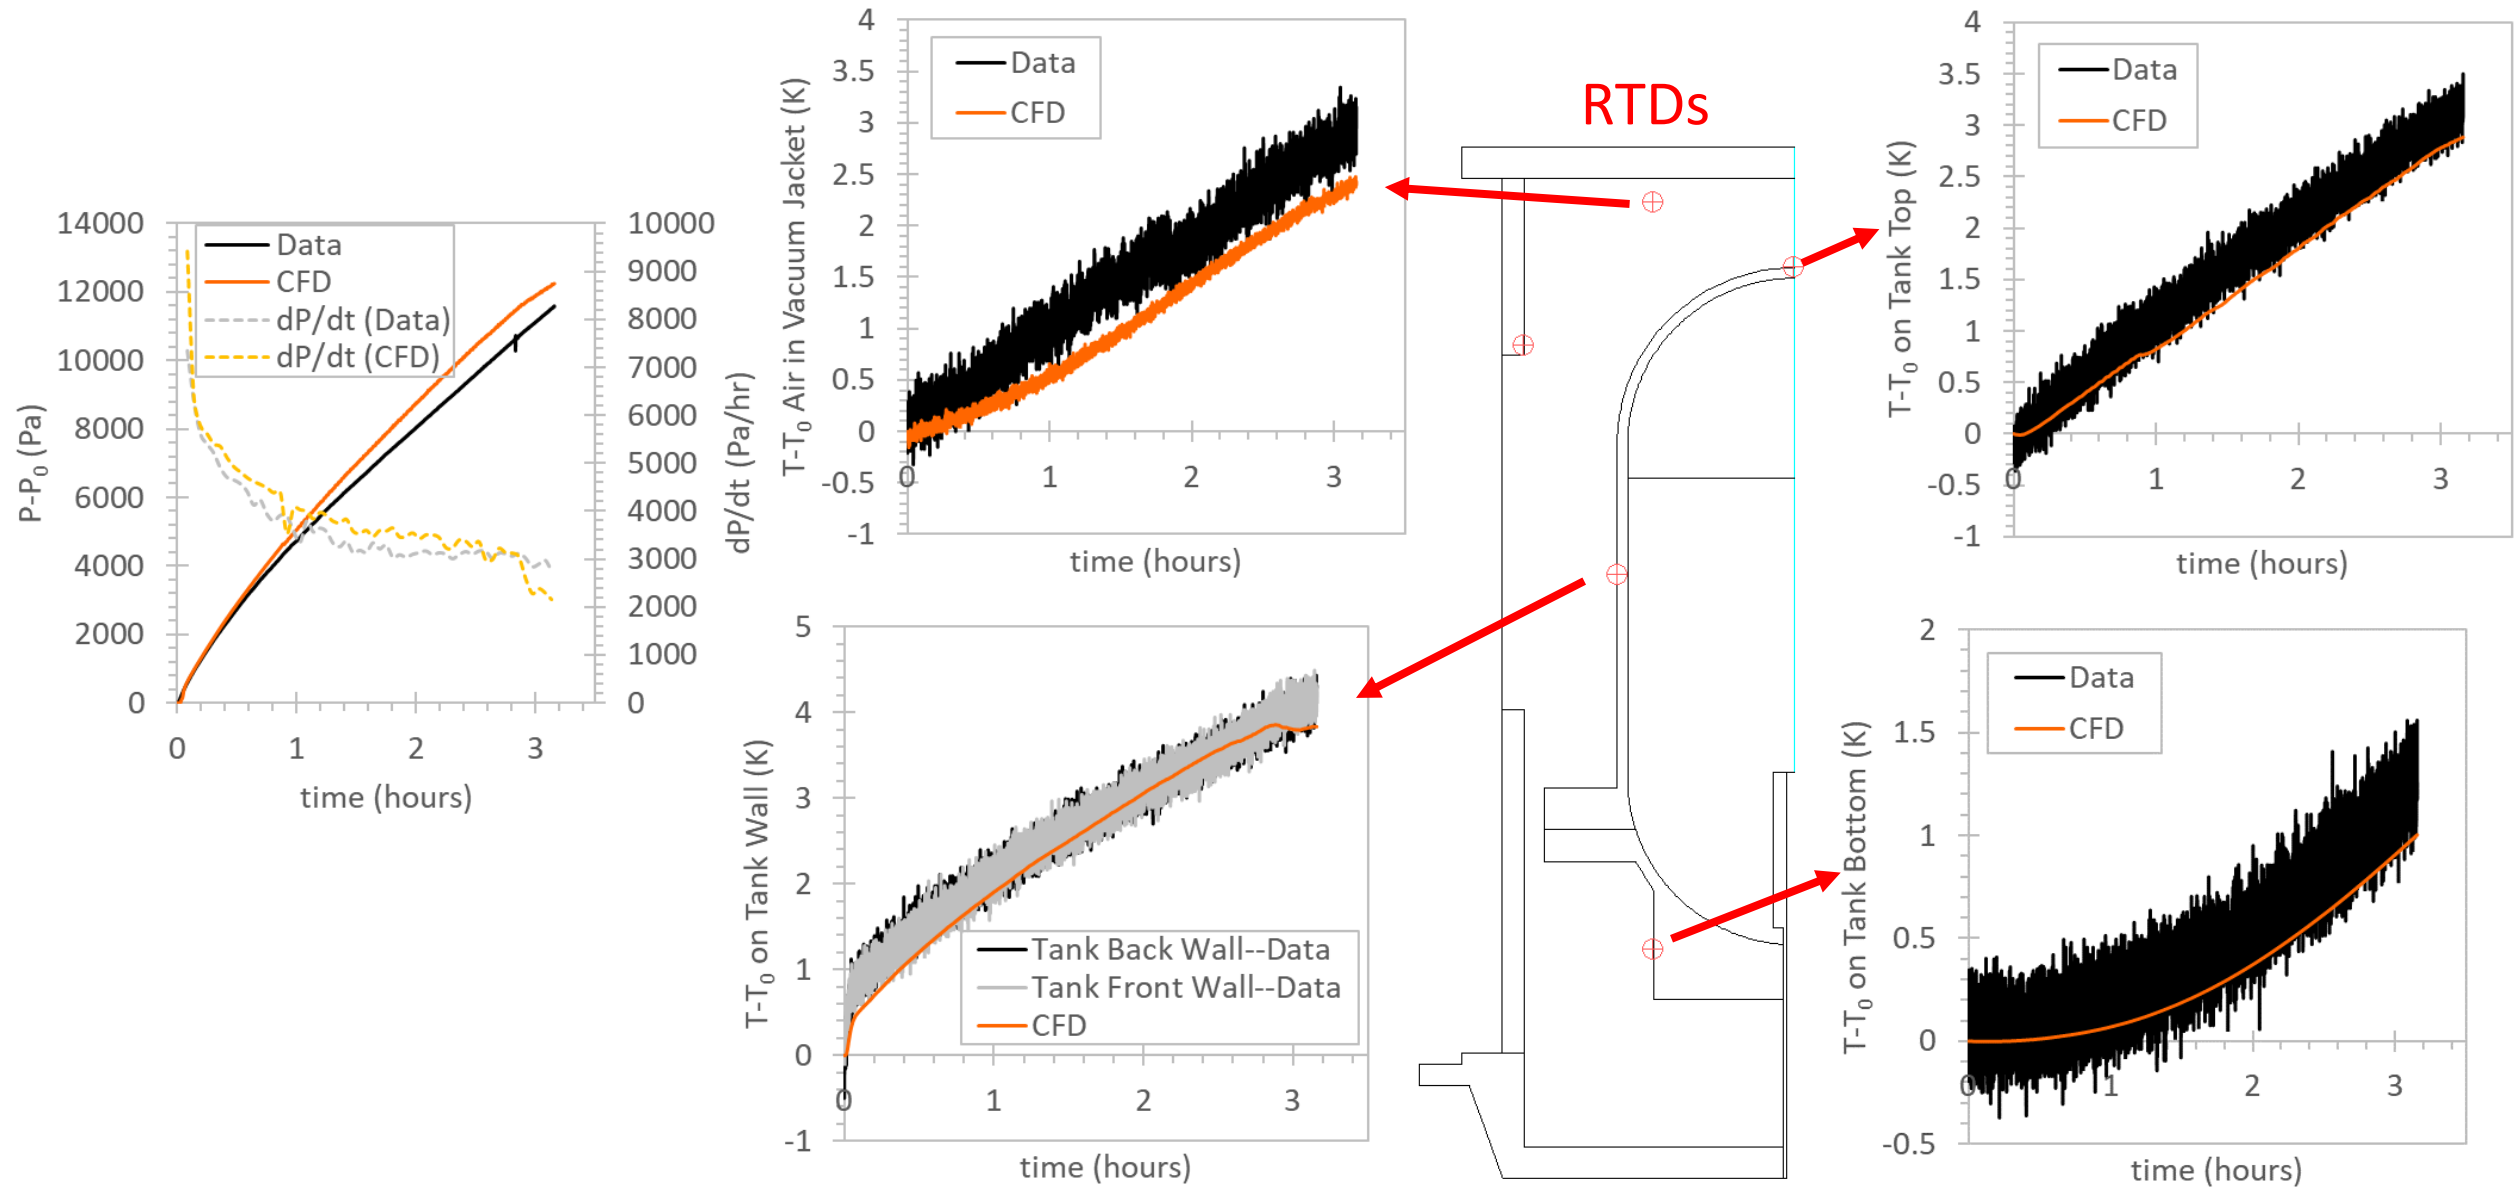 14000
12000
10000
8000
6000
4000
2000
0
P-P₀ (Pa)
Data
CFD
dP/dt (Data)
dP/dt (CFD)
10000
9000
8000
7000
6000
5000
4000
3000
2000
1000
0
dP/dt (Pa/hr)
0 1 2 3
time (hours)
4
3.5
3
2.5
2
1.5
1
0.5
0
-0.5
-1
T-T₀ Air in Vacuum Jacket (K)
Data
CFD
0 1 2 3
time (hours)
RTDs
4
3.5
3
2.5
2
1.5
1
0.5
0
-0.5
-1
T-T₀ on Tank Top (K)
Data
CFD
0 1 2 3
time (hours)
5
4
3
2
1
0
-1
T-T₀ on Tank Wall (K)
Tank Back Wall--Data
Tank Front Wall--Data
CFD
0 1 2 3
time (hours)
2
1.5
1
0.5
0
-0.5
T-T₀ on Tank Bottom (K)
Data
CFD
0 1 2 3
time (hours)